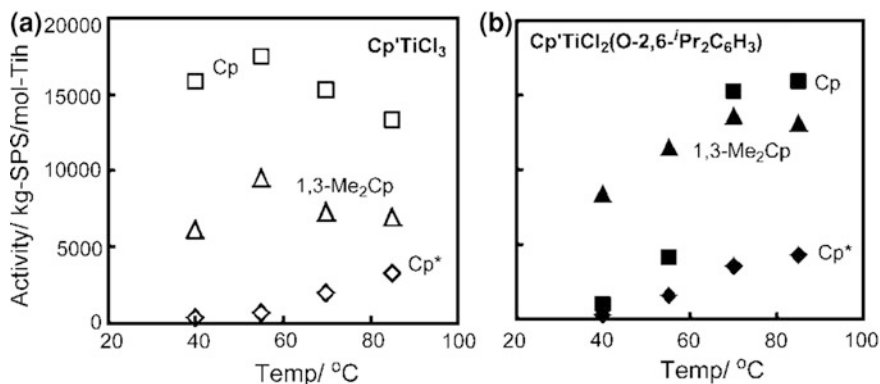 (a)
Cp'TiCl₃
Activity/ kg-SPS/mol-Tih
20000
15000
10000
5000
0
Cp
1,3-Me₂Cp
Cp*
20 40 60 80 100
Temp/ °C
(b)
Cp'TiCl₂(O-2,6-ⁱPr₂C₆H₃)
Cp
1,3-Me₂Cp
Cp*
20 40 60 80 100
Temp/ °C